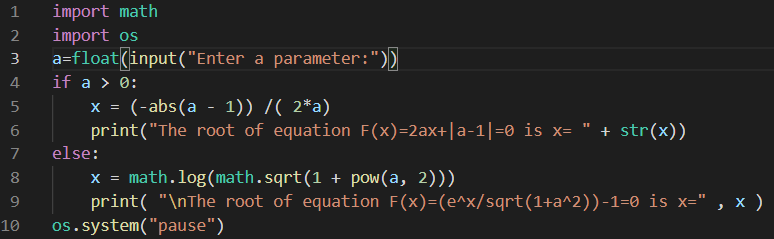 1 import math
2 import os
3 a=float(input("Enter a parameter:"))
4 if a > 0:
5     x = (-abs(a - 1)) /( 2*a)
6     print("The root of equation F(x)=2ax+|a-1|=0 is x= " + str(x))
7 else:
8     x = math.log(math.sqrt(1 + pow(a, 2)))
9     print( "\nThe root of equation F(x)=(e^x/sqrt(1+a^2))-1=0 is x=" , x )
10 os.system("pause")